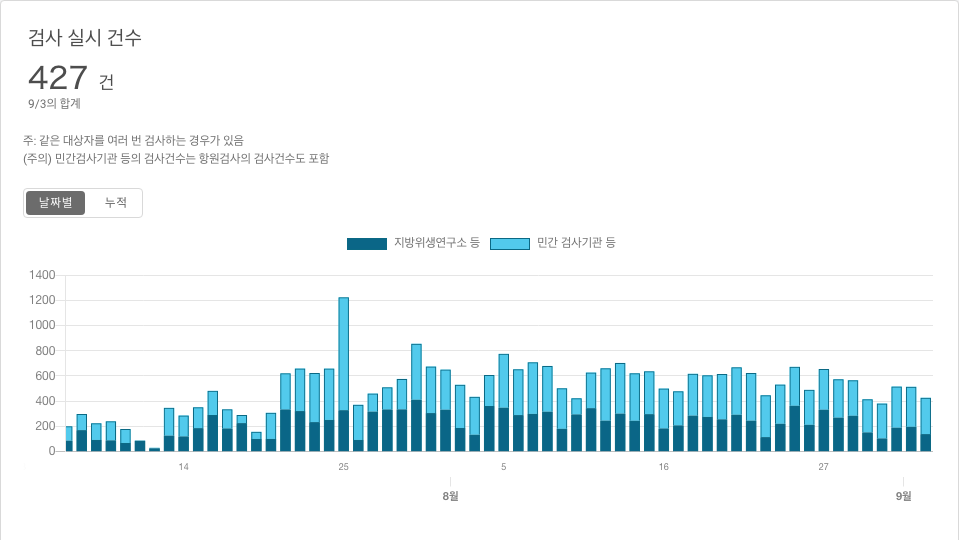 검사 실시 건수
427 건
9/3의 합계
주: 같은 대상자를 여러 번 검사하는 경우가 있음
(주의) 민간검사기관 등의 검사건수는 항원검사의 검사건수도 포함
날짜별 누적
지방위생연구소 등 민간 검사기관 등
1400
1200
1000
800
600
400
200
0
14 25 5 16 27
8월 9월